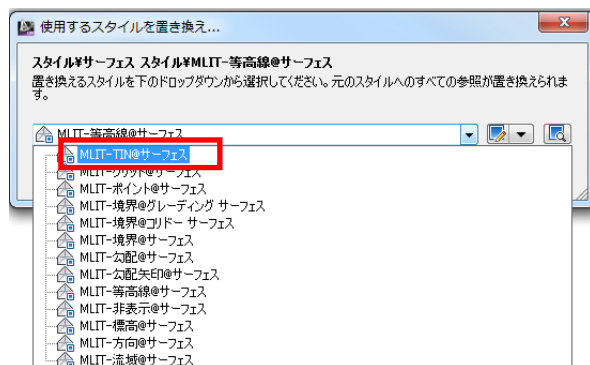 使用するスタイルを置き換え...
スタイル¥サーフェス スタイル¥MLIT-等高線@サーフェス
置き換えるスタイルを下のドロップダウンから選択してください。元のスタイルへのすべての参照が置き換えられま
す。
MLIT-等高線@サーフェス
MLIT-TIN@サーフェス
MLIT-グリッド@サーフェス
MLIT-ポイント@サーフェス
MLIT-境界@グレーディング サーフェス
MLIT-境界@コリドー サーフェス
MLIT-境界@サーフェス
MLIT-勾配@サーフェス
MLIT-勾配矢印@サーフェス
MLIT-等高線@サーフェス
MLIT-非表示@サーフェス
MLIT-標高@サーフェス
MLIT-方向@サーフェス
MLIT-流域@サーフェス